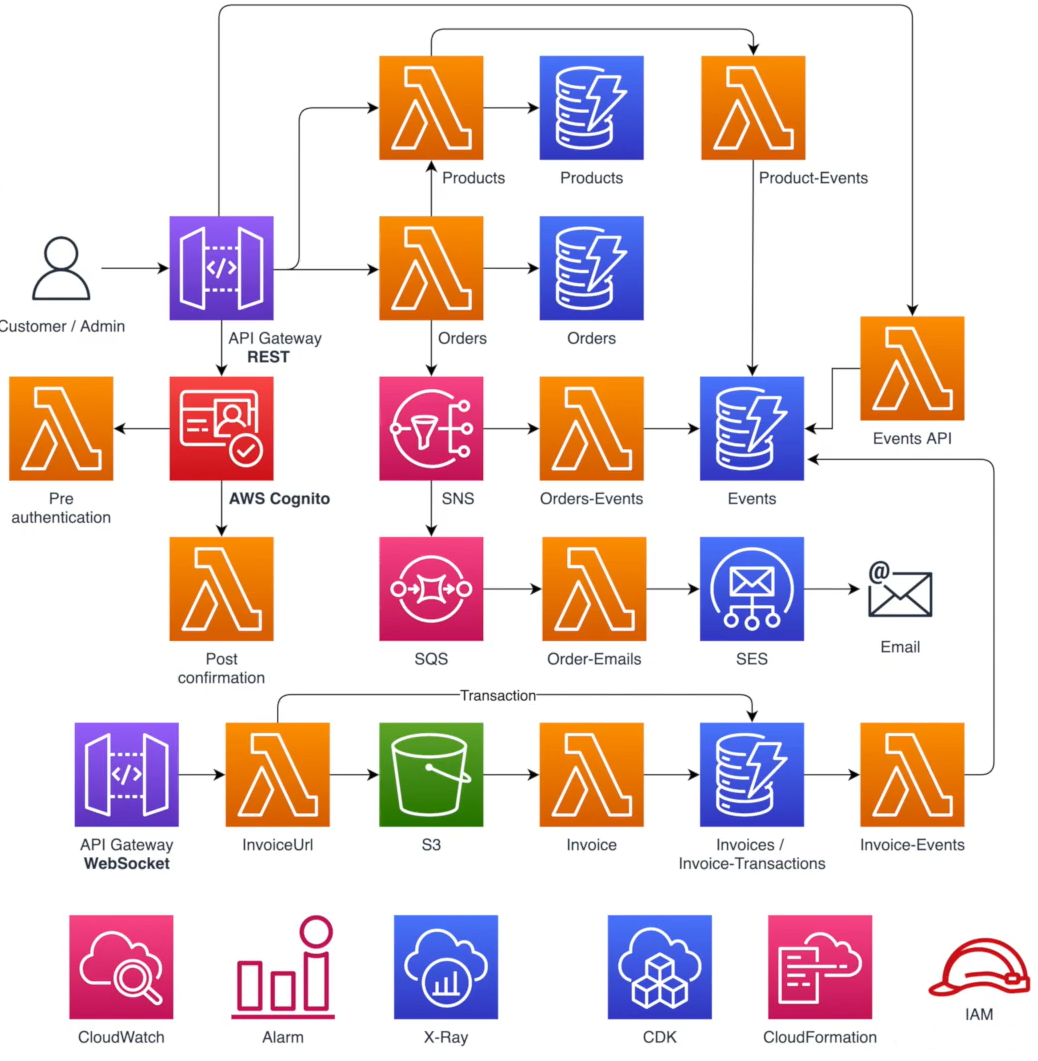 Products
Products
Product-Events
</>
Customer / Admin
API Gateway
REST
Orders
Orders
Events API
Pre
authentication
AWS Cognito
SNS
Orders-Events
Events
@
Post
confirmation
SQS
Order-Emails
SES
Email
Transaction
</>
API Gateway
WebSocket
InvoiceUrl
S3
Invoice
Invoices /
Invoice-Transactions
Invoice-Events
CloudWatch
Alarm
X-Ray
CDK
CloudFormation
IAM